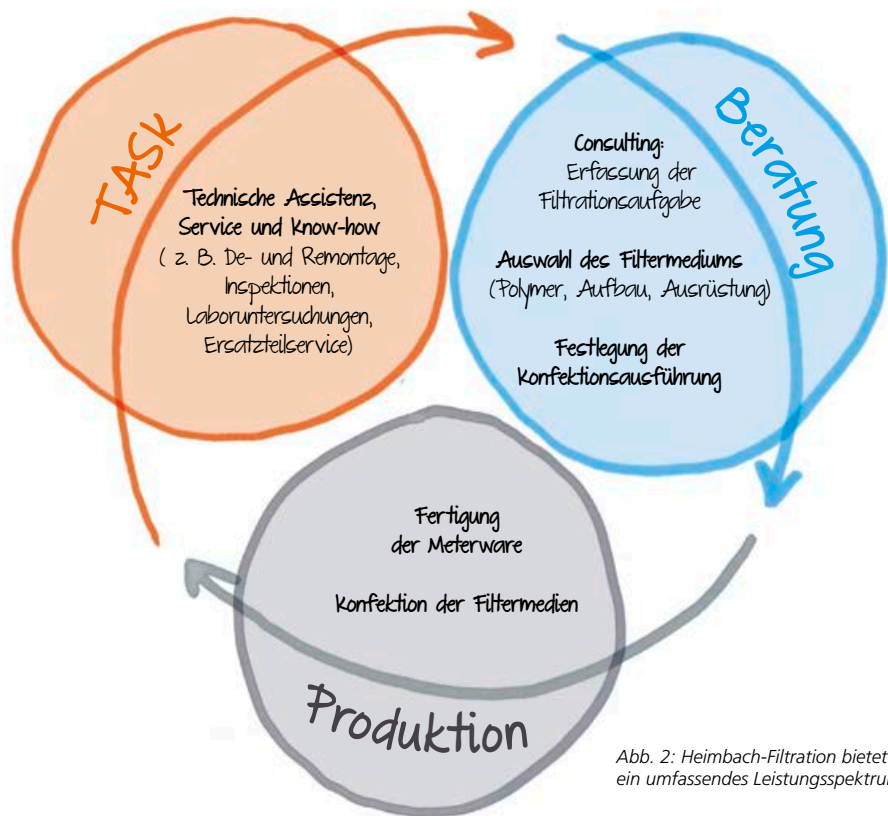 TASK
Technische Assistenz,
Service und Know-how
( z. B. De- und Remontage,
Inspektionen,
Laboruntersuchungen,
Ersatzteilservice)
Beratung
Consulting:
Erfassung der
Filtrationsaufgabe
Auswahl des Filtermediums
(Polymer, Aufbau, Ausrüstung)
Festlegung der
Konfektionsausführung
Fertigung
der Meterware
Konfektion der Filtermedien
Produktion
Abb. 2: Heimbach-Filtration bietet
ein umfassendes